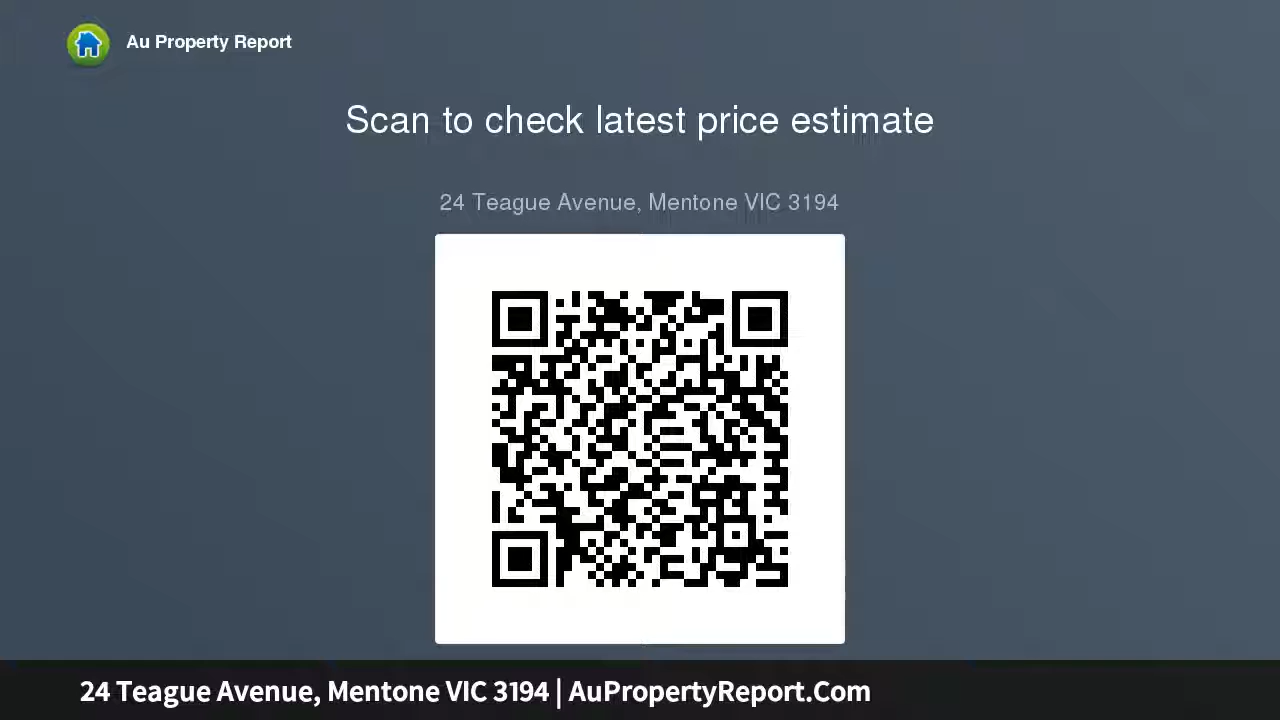 Au Property Report
Scan to check latest price estimate
24 Teague Avenue, Mentone VIC 3194
24 Teague Avenue, Mentone VIC 3194 | AuPropertyReport.Com